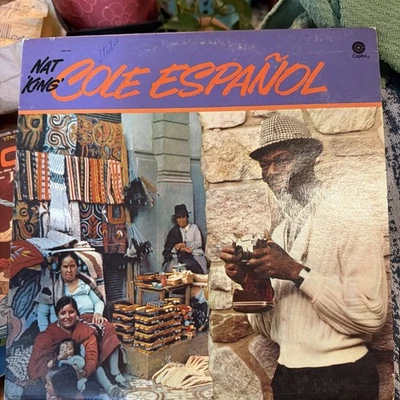 NAT
'KING'
COLE ESPAÑOL
Capitol